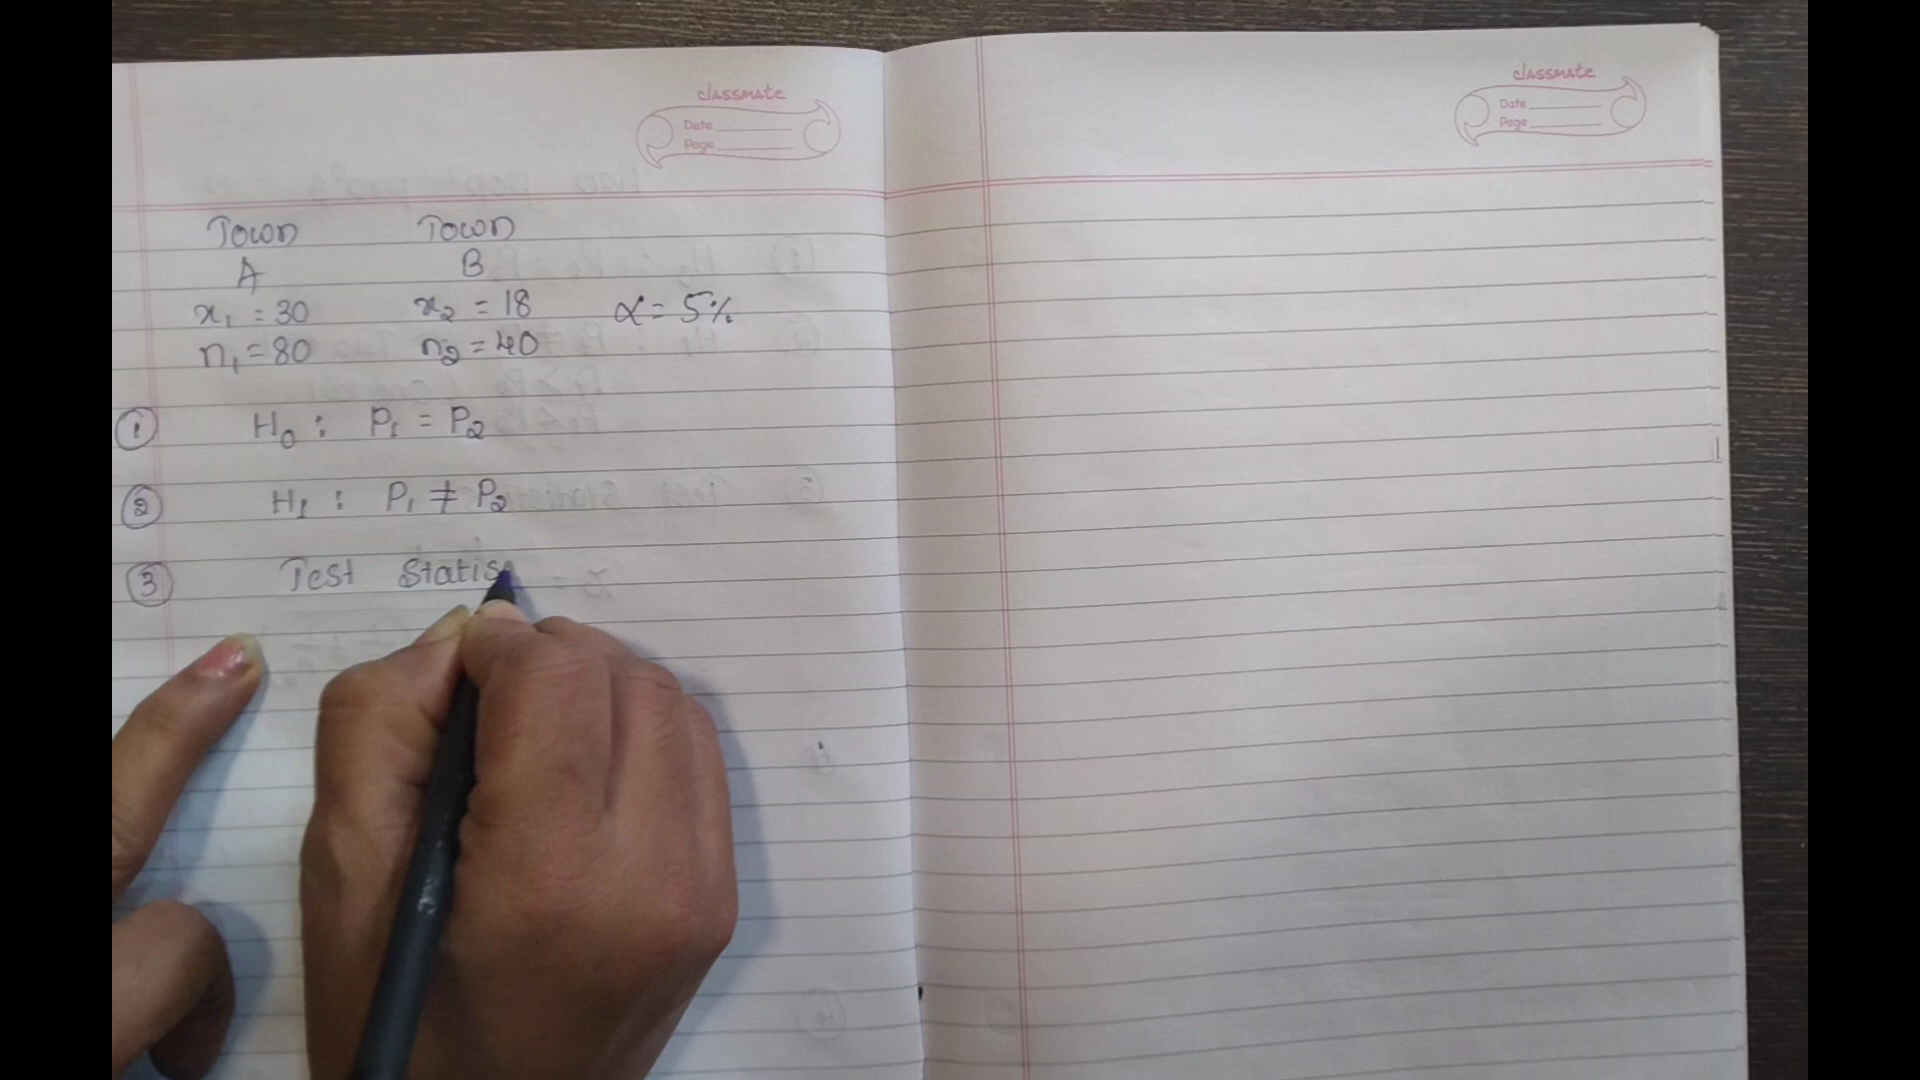 classmate
Date
Page
classmate
Date
Page
Town Town
A B
x₁ = 30 x₂ = 18 α = 5%
n₁ = 80 n₂ = 40
① H₀ : P₁ = P₂
② H₁ : P₁ ≠ P₂
③ Test Statis